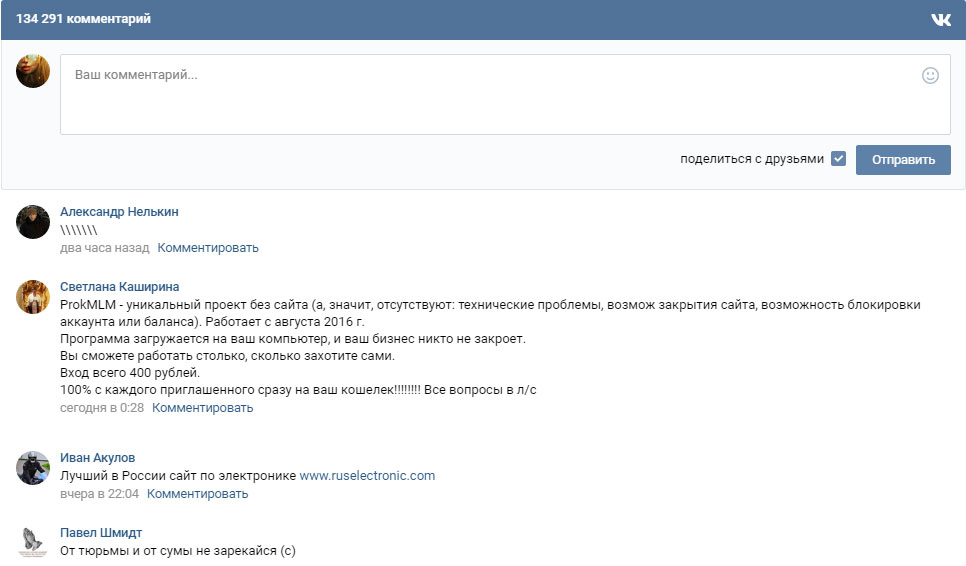 134 291 комментарий
Ваш комментарий...
поделиться с друзьями
Отправить
Александр Нелькин
\\\\\\\
два часа назад Комментировать
Светлана Каширина
ProkMLM - уникальный проект без сайта (а, значит, отсутствуют: технические проблемы, возмож закрытия сайта, возможность блокировки
аккаунта или баланса). Работает с августа 2016 г.
Программа загружается на ваш компьютер, и ваш бизнес никто не закроет.
Вы сможете работать столько, сколько захотите сами.
Вход всего 400 рублей.
100% с каждого приглашенного сразу на ваш кошелек!!!!!!!! Все вопросы в л/с
сегодня в 0:28 Комментировать
Иван Акулов
Лучший в России сайт по электронике www.ruselectronic.com
вчера в 22:04 Комментировать
Павел Шмидт
От тюрьмы и от сумы не зарекайся (с)